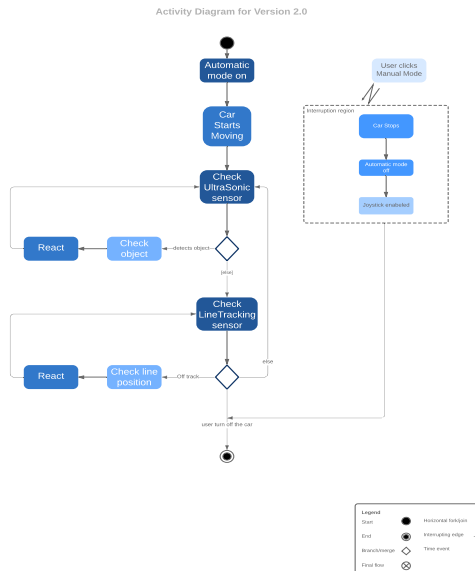 Activity Diagram for Version 2.0
Automatic
mode on
User clicks
Manual Mode
Interruption region
Car
Starts
Moving
Car Stops
Automatic mode
off
Check
UltraSonic
sensor
Joystick enabeled
React
Check
object
detects object
[else]
Check
LineTracking
sensor
else
React
Check line
position
Off track
user turn off the car
Legend
Start
Horizontal fork/join
End
Interrupting edge
Branch/merge
Time event
Final flow